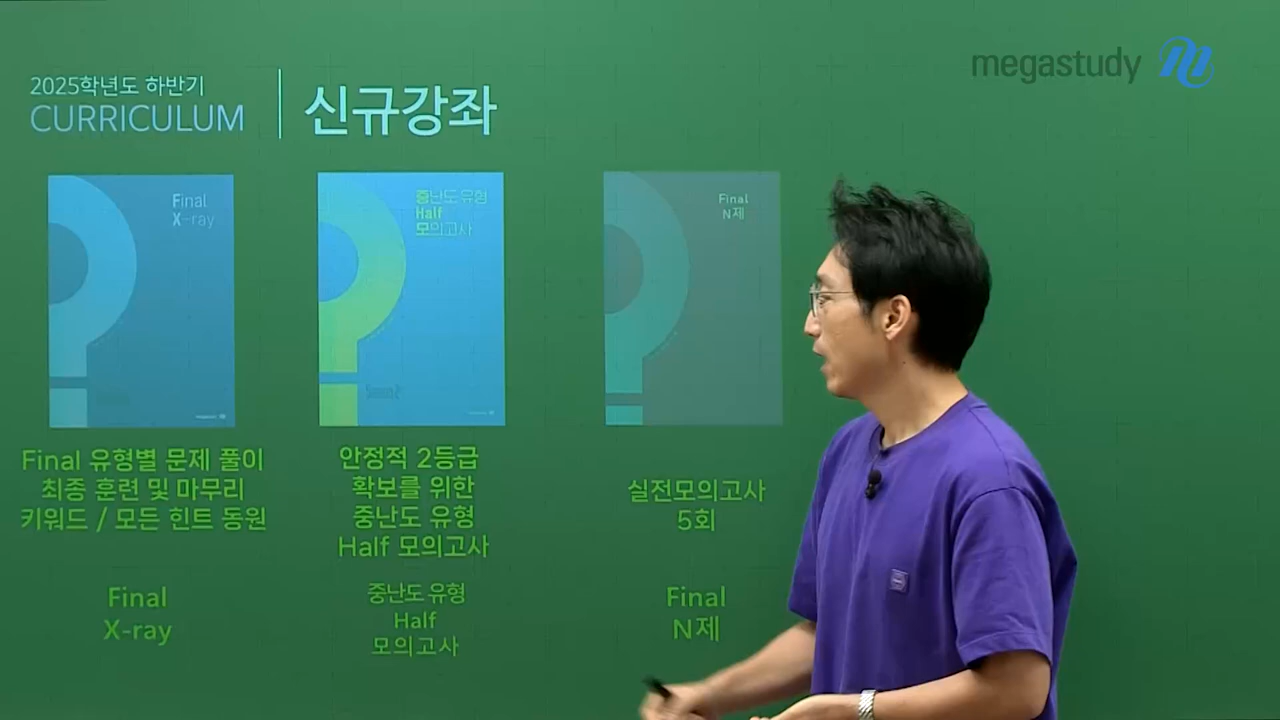 megastudy
2025학년도 하반기
CURRICULUM
신규강좌
Final
X-ray
중난도 유형
Half
모의고사
Final
N제
Final 유형별 문제 풀이
최종 훈련 및 마무리
키워드 / 모든 힌트 동원
안정적 2등급
확보를 위한
중난도 유형
Half 모의고사
실전모의고사
5회
Final
X-ray
중난도 유형
Half
모의고사
Final
N제